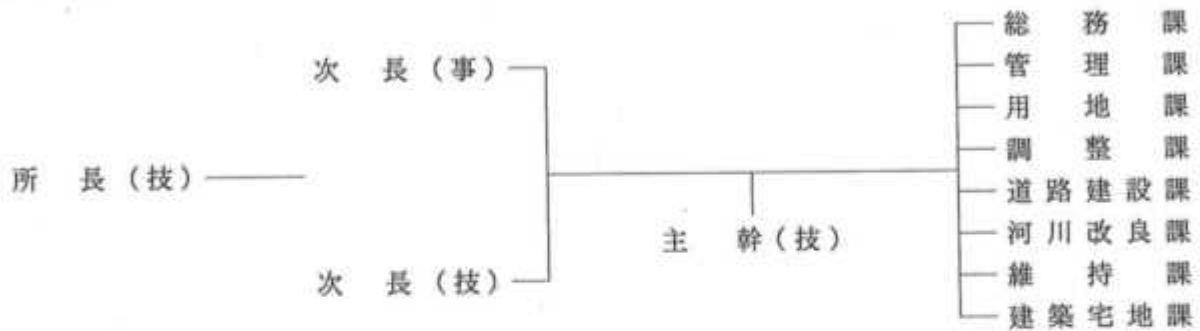 所長(技)
次長(事)
次長(技)
主幹(技)
総務課
管理課
用地課
調整課
道路建設課
河川改良課
維持課
建築宅地課